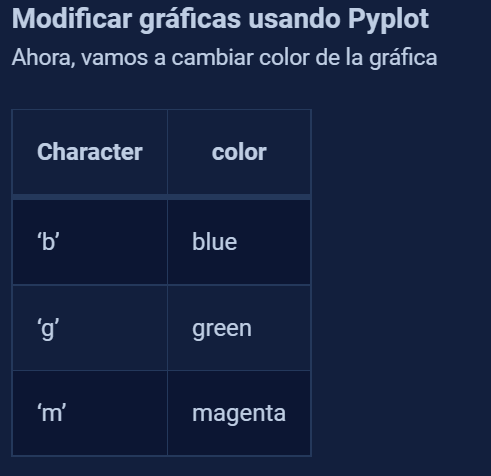 Modificar gráficas usando Pyplot
Ahora, vamos a cambiar color de la gráfica
Character color
‘b’ blue
‘g’ green
‘m’ magenta